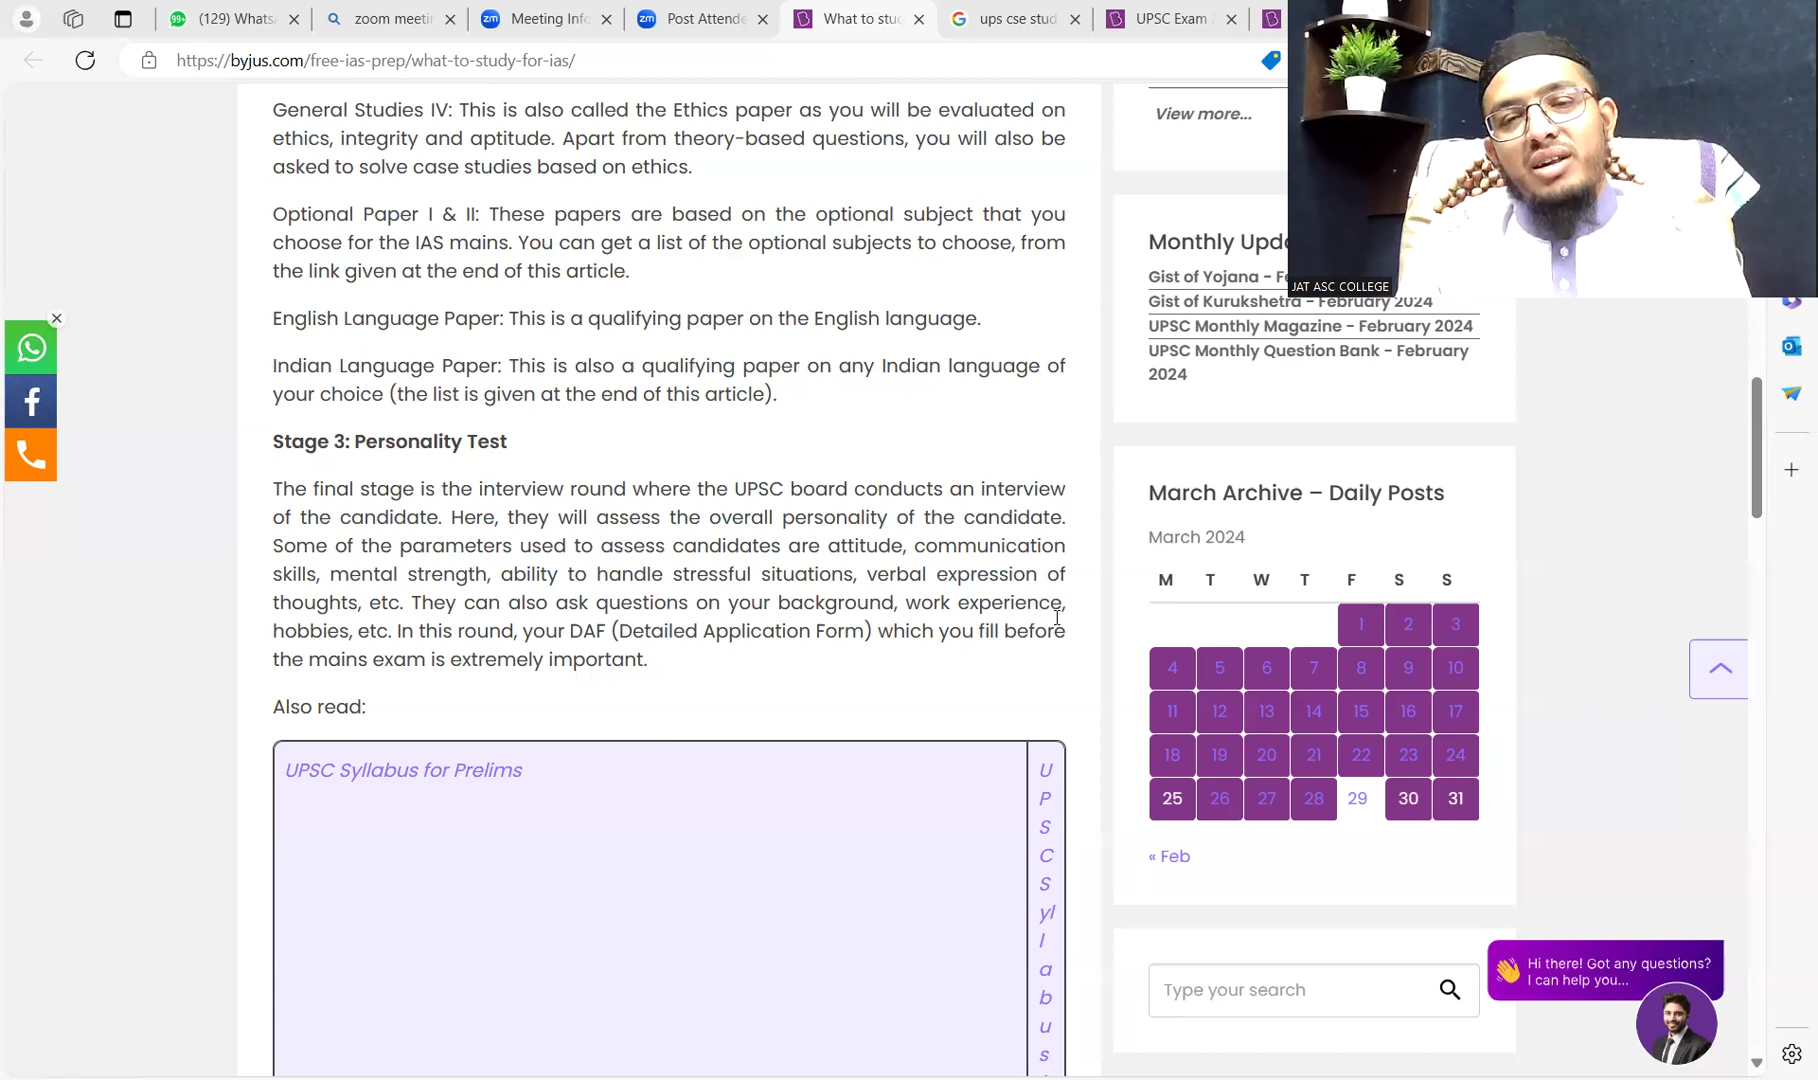 (129) Whats
zoom meeti
Meeting Info
Post Attende
What to stu
ups cse stud
UPSC Exam
https://byjus.com/free-ias-prep/what-to-study-for-ias/
General Studies IV: This is also called the Ethics paper as you will be evaluated on
ethics, integrity and aptitude. Apart from theory-based questions, you will also be
asked to solve case studies based on ethics.
Optional Paper I & II: These papers are based on the optional subject that you
choose for the IAS mains. You can get a list of the optional subjects to choose, from
the link given at the end of this article.
English Language Paper: This is a qualifying paper on the English language.
Indian Language Paper: This is also a qualifying paper on any Indian language of
your choice (the list is given at the end of this article).
Stage 3: Personality Test
The final stage is the interview round where the UPSC board conducts an interview
of the candidate. Here, they will assess the overall personality of the candidate.
Some of the parameters used to assess candidates are attitude, communication
skills, mental strength, ability to handle stressful situations, verbal expression of
thoughts, etc. They can also ask questions on your background, work experience,
hobbies, etc. In this round, your DAF (Detailed Application Form) which you fill before
the mains exam is extremely important.
Also read:
UPSC Syllabus for Prelims
U
P
S
C
S
yl
l
a
b
u
s
View more...
JAT ASC COLLEGE
Monthly Upd
Gist of Yojana - Fe
Gist of Kurukshetra - February 2024
UPSC Monthly Magazine - February 2024
UPSC Monthly Question Bank - February
2024
March Archive – Daily Posts
March 2024
M T W T F S S
1 2 3
4 5 6 7 8 9 10
11 12 13 14 15 16 17
18 19 20 21 22 23 24
25 26 27 28 29 30 31
« Feb
Type your search
Hi there! Got any questions?
I can help you...